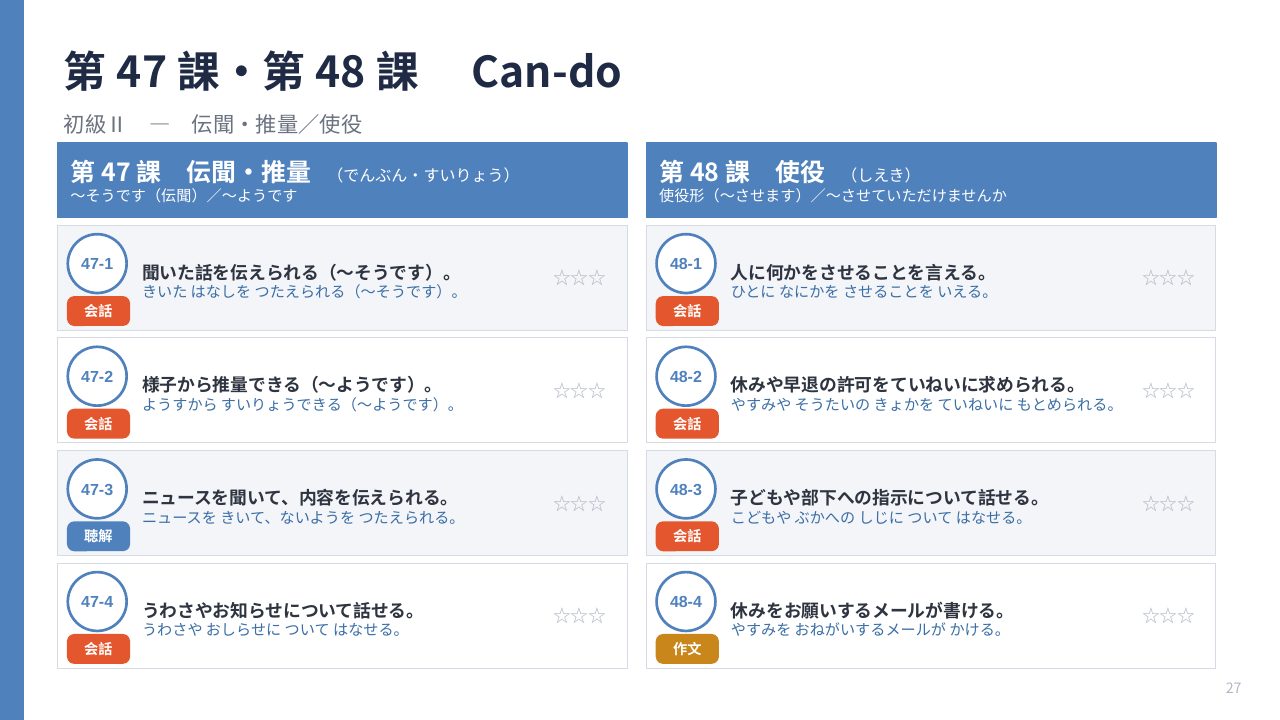 第 47 課・第 48 課　Can-do
初級Ⅱ　―　伝聞・推量／使役
第 47 課　伝聞・推量　（でんぶん・すいりょう）
～そうです（伝聞）／～ようです
47-1
会話
聞いた話を伝えられる（～そうです）。
きいた はなしを つたえられる（～そうです）。
☆☆☆
47-2
会話
様子から推量できる（～ようです）。
ようすから すいりょうできる（～ようです）。
☆☆☆
47-3
聴解
ニュースを聞いて、内容を伝えられる。
ニュースを きいて、ないようを つたえられる。
☆☆☆
47-4
会話
うわさやお知らせについて話せる。
うわさや おしらせに ついて はなせる。
☆☆☆
第 48 課　使役　（しえき）
使役形（～させます）／～させていただけませんか
48-1
会話
人に何かをさせることを言える。
ひとに なにかを させることを いえる。
☆☆☆
48-2
会話
休みや早退の許可をていねいに求められる。
やすみや そうたいの きょかを ていねいに もとめられる。
☆☆☆
48-3
会話
子どもや部下への指示について話せる。
こどもや ぶかへの しじに ついて はなせる。
☆☆☆
48-4
作文
休みをお願いするメールが書ける。
やすみを おねがいするメールが かける。
☆☆☆
27